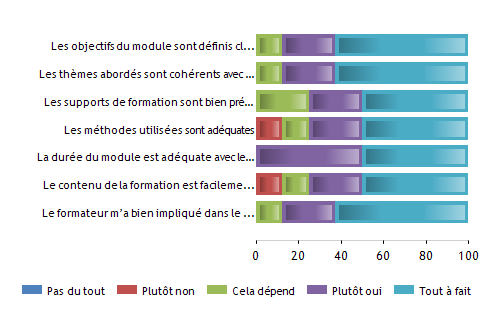 Les objectifs du module sont définis cl...
Les thèmes abordés sont cohérents avec...
Les supports de formation sont bien pré...
Les méthodes utilisées sont adéquates
La durée du module est adéquate avec le...
Le contenu de la formation est facileme...
Le formateur m'a bien impliqué dans le ...
0 20 40 60 80 100
Pas du tout Plutôt non Cela dépend Plutôt oui Tout à fait